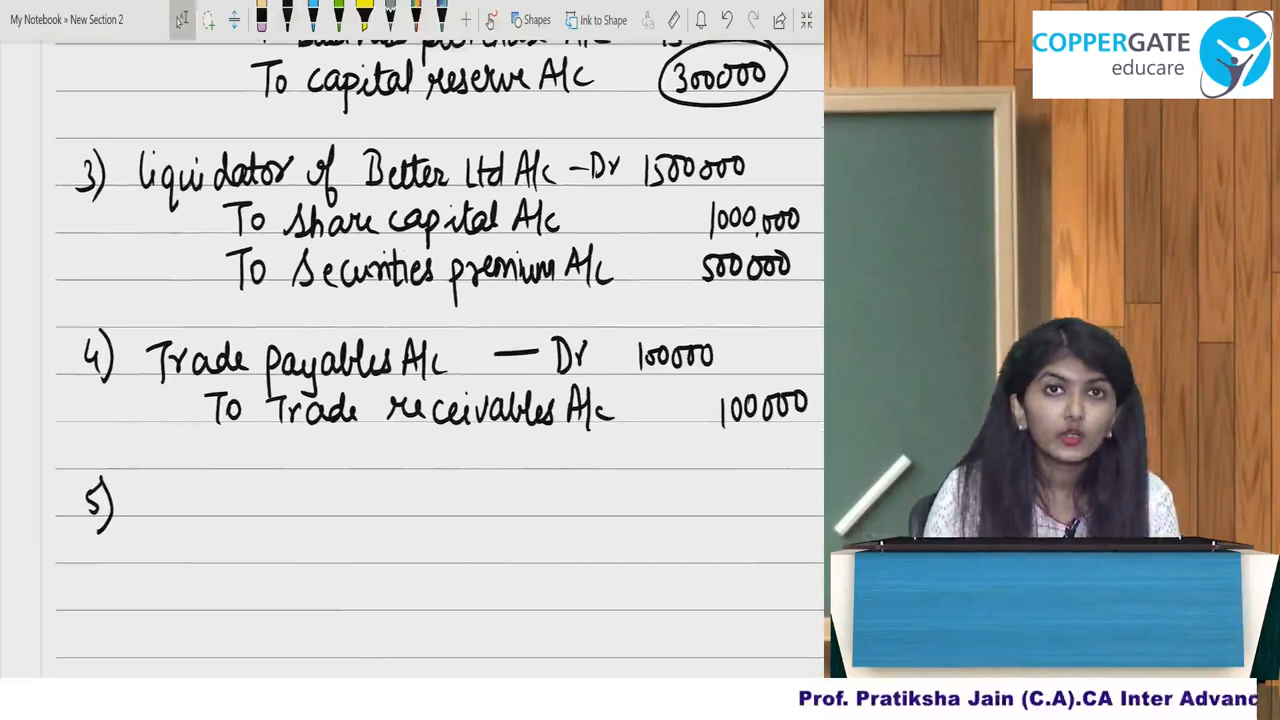 My Notebook » New Section 2
Shapes
Ink to Shape
To capital reserve A/c 300000
3) Liquidator of Better Ltd A/c - Dr 1500000
To share capital A/c 1000,000
To Securities premium A/c 500000
4) Trade payables A/c — Dr 100000
To Trade receivables A/c 100000
5)
COPPERGATE
educare
Prof. Pratiksha Jain (C.A).CA Inter Advanc